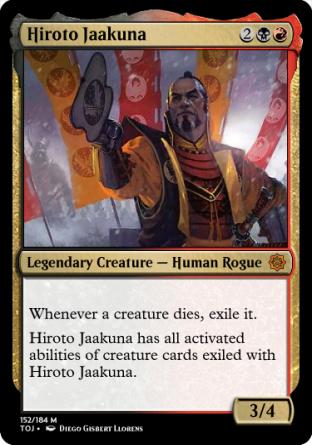 Hiroto Jaakuna 2
Legendary Creature — Human Rogue
Whenever a creature dies, exile it.
Hiroto Jaakuna has all activated
abilities of creature cards exiled with
Hiroto Jaakuna.
3/4
152/184 M
TOJ • Diego Gisbert Llorens